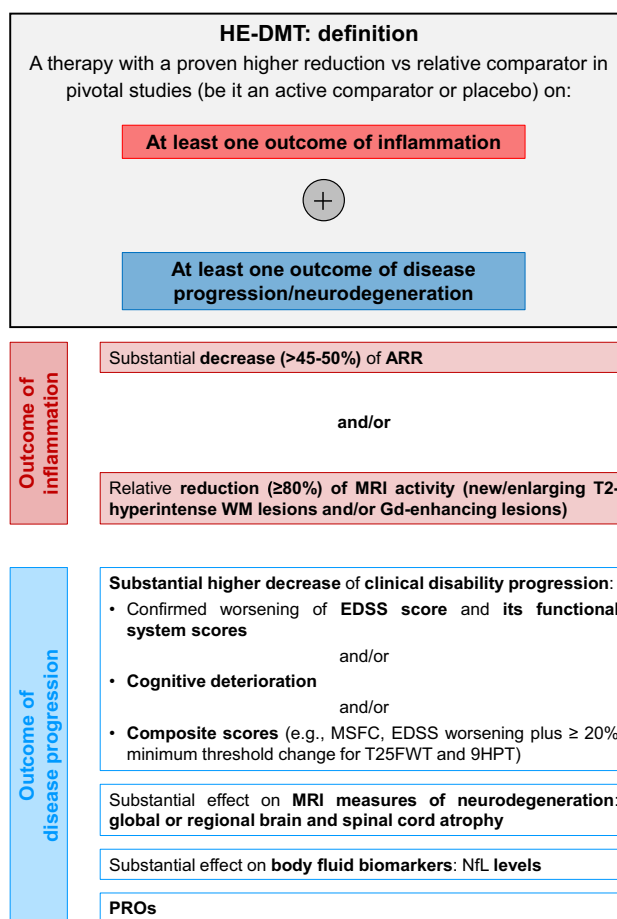 HE-DMT: definition
A therapy with a proven higher reduction vs relative comparator in
pivotal studies (be it an active comparator or placebo) on:
At least one outcome of inflammation
+
At least one outcome of disease
progression/neurodegeneration
Outcome of
inflammation
Substantial decrease (>45-50%) of ARR
and/or
Relative reduction (≥80%) of MRI activity (new/enlarging T2-
hyperintense WM lesions and/or Gd-enhancing lesions)
Outcome of
disease progression
Substantial higher decrease of clinical disability progression:
• Confirmed worsening of EDSS score and its functional
system scores
and/or
• Cognitive deterioration
and/or
• Composite scores (e.g., MSFC, EDSS worsening plus ≥ 20%
minimum threshold change for T25FWT and 9HPT)
Substantial effect on MRI measures of neurodegeneration:
global or regional brain and spinal cord atrophy
Substantial effect on body fluid biomarkers: NfL levels
PROs